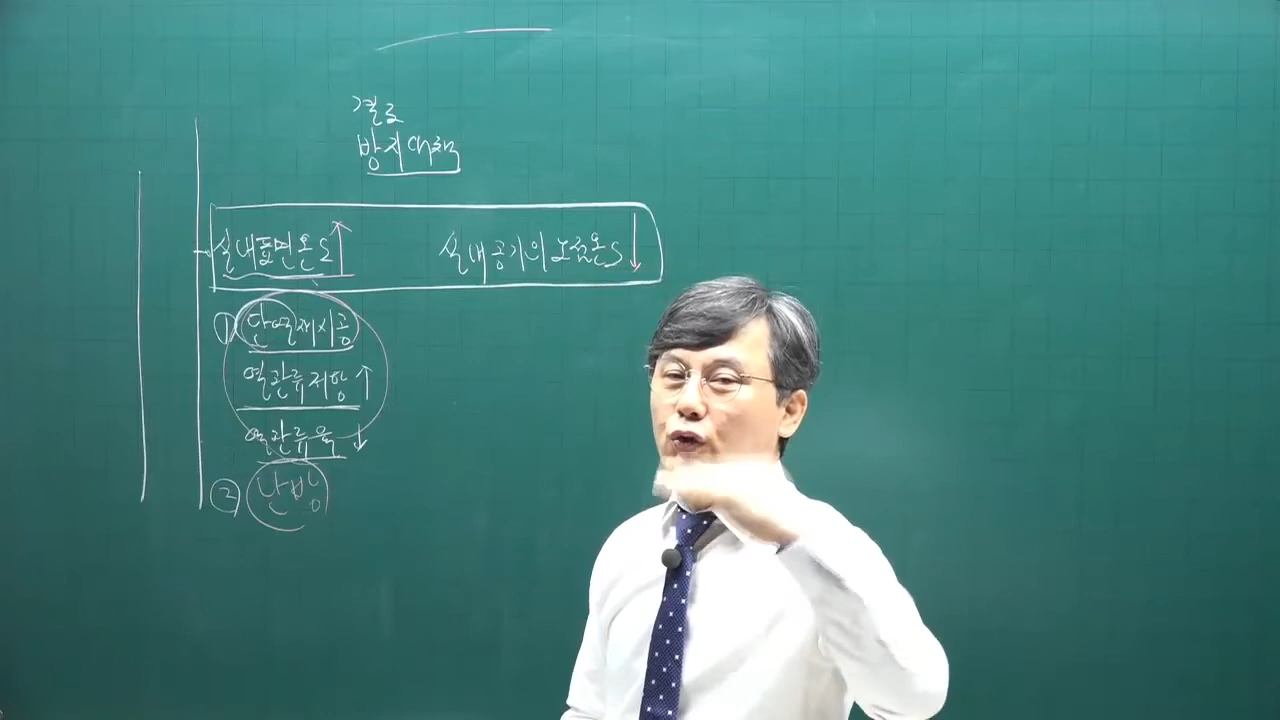 결로
방지대책
실내표면온도↑ 실내공기의 노점온도↓
① 단열재시공
열관류저항↑
열관류율↓
② 난방